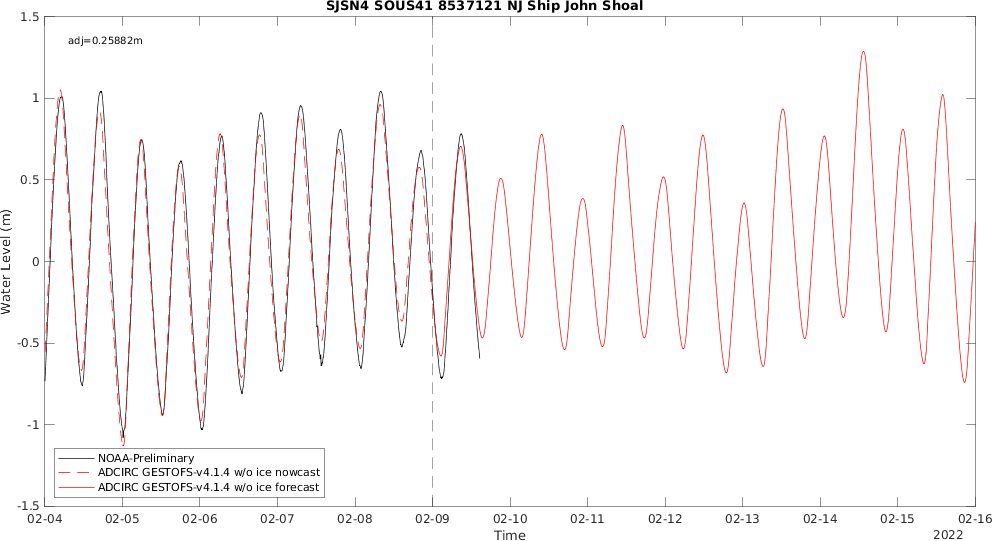 SJSN4 SOUS41 8537121 NJ Ship John Shoal
adj=0.25882m
1.5
1
0.5
0
-0.5
-1
-1.5
Water Level (m)
NOAA-Preliminary
ADCIRC GESTOFS-v4.1.4 w/o ice nowcast
ADCIRC GESTOFS-v4.1.4 w/o ice forecast
02-04 02-05 02-06 02-07 02-08 02-09 02-10 02-11 02-12 02-13 02-14 02-15 02-16
Time
2022